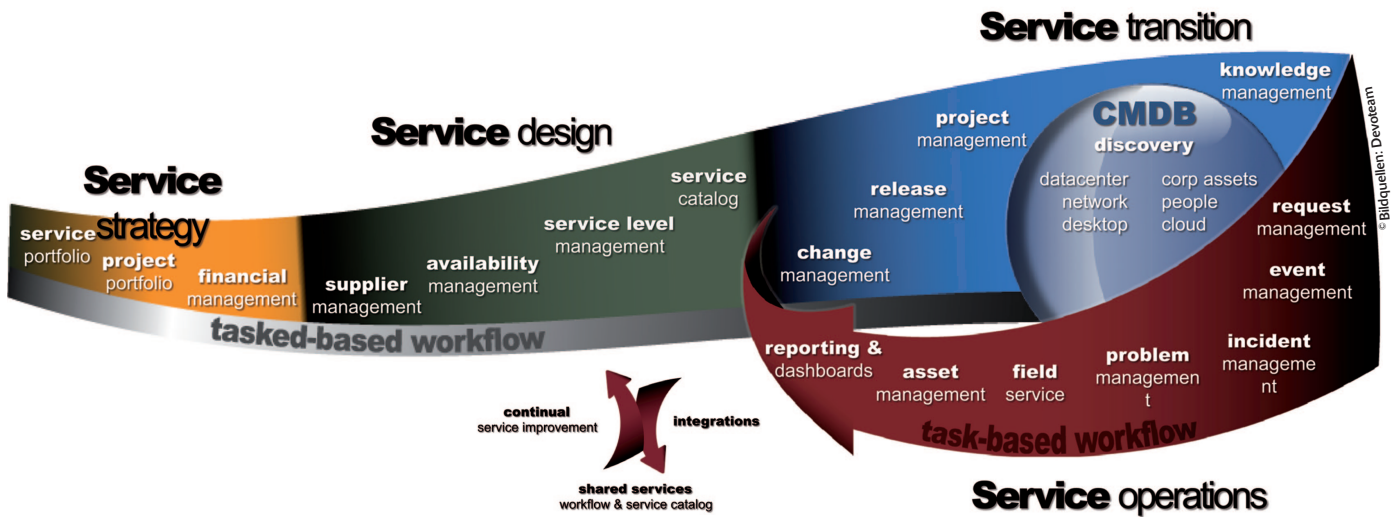 Service transition
knowledge
management
CMDB
discovery
datacenter
network
desktop
corp assets
people
cloud
project
management
release
management
change
management
Service design
service
catalog
service level
management
availability
management
supplier
management
Service
strategy
service
portfolio
project
portfolio
financial
management
tasked-based workflow
request
management
event
management
incident
manageme
nt
problem
managemen
t
field
service
asset
management
reporting &
dashboards
task-based workflow
Service operations
continual
service improvement
integrations
shared services
workflow & service catalog
© Bildquellen: Devoteam